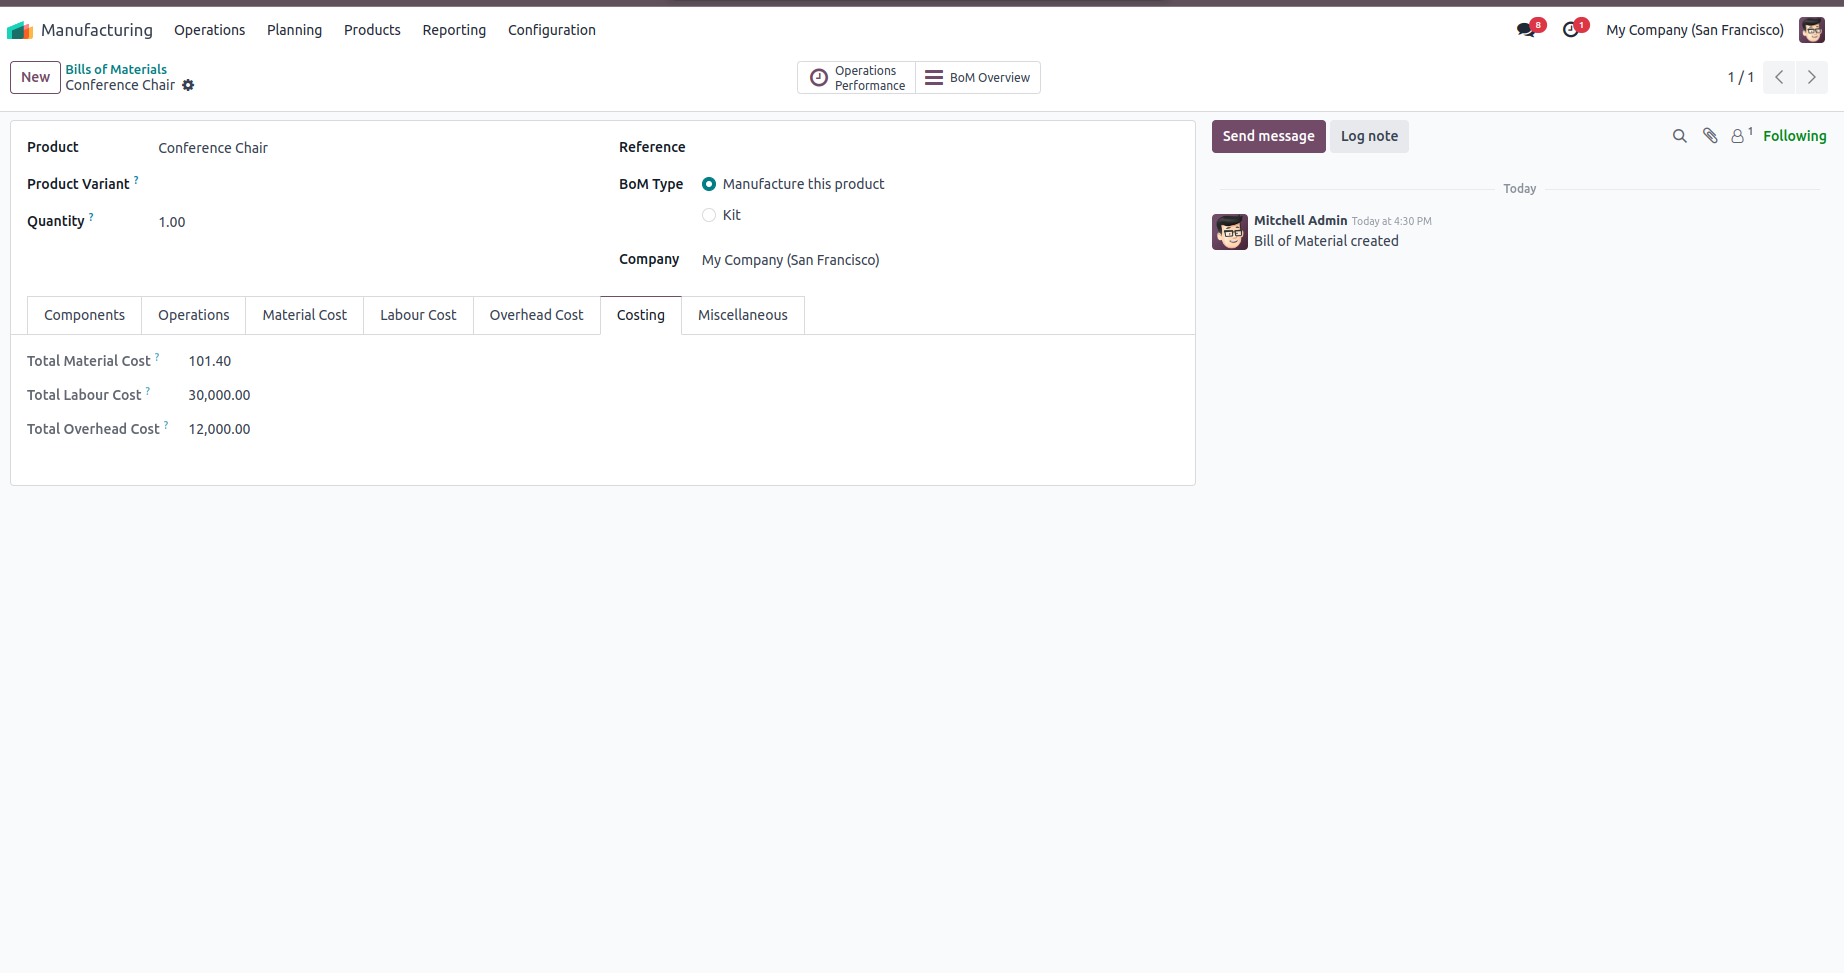 Manufacturing Operations Planning Products Reporting Configuration 8 1 My Company (San Francisco)
New Bills of Materials
Conference Chair
Operations Performance BoM Overview 1 / 1
Product Conference Chair
Product Variant ?
Quantity ? 1.00
Reference
BoM Type Manufacture this product
Kit
Company My Company (San Francisco)
Components Operations Material Cost Labour Cost Overhead Cost Costing Miscellaneous
Total Material Cost ? 101.40
Total Labour Cost ? 30,000.00
Total Overhead Cost ? 12,000.00
Send message Log note 1 Following
Today
Mitchell Admin Today at 4:30 PM
Bill of Material created